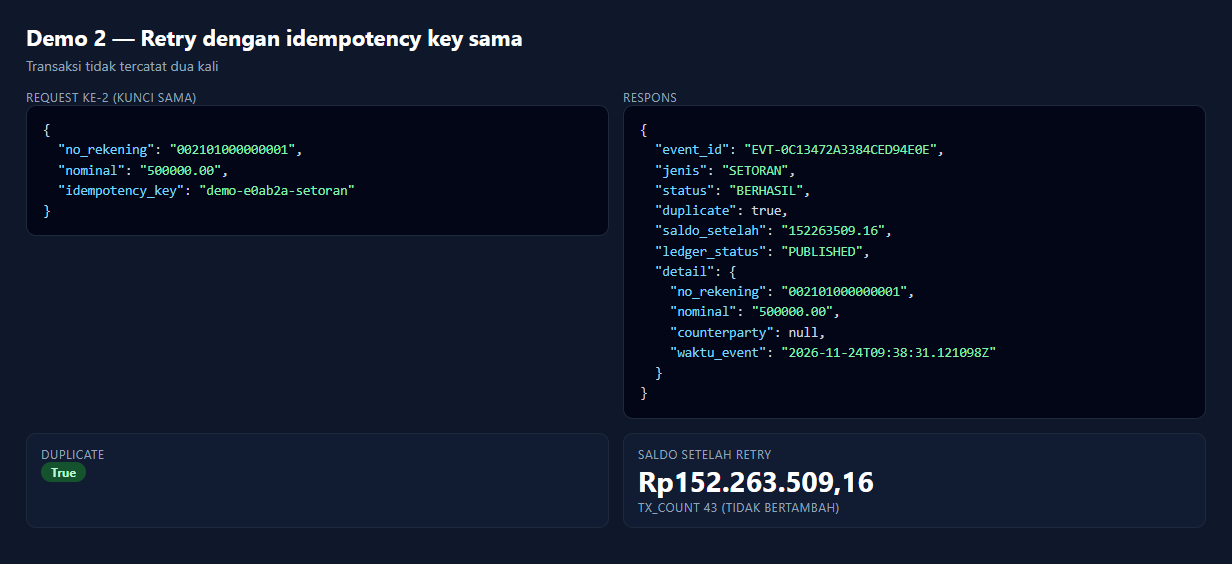 Demo 2 — Retry dengan idempotency key sama
Transaksi tidak tercatat dua kali
REQUEST KE-2 (KUNCI SAMA)
{
  "no_rekening": "002101000000001",
  "nominal": "500000.00",
  "idempotency_key": "demo-e0ab2a-setoran"
}
RESPONS
{
  "event_id": "EVT-0C13472A3384CED94E0E",
  "jenis": "SETORAN",
  "status": "BERHASIL",
  "duplicate": true,
  "saldo_setelah": "152263509.16",
  "ledger_status": "PUBLISHED",
  "detail": {
    "no_rekening": "002101000000001",
    "nominal": "500000.00",
    "counterparty": null,
    "waktu_event": "2026-11-24T09:38:31.121098Z"
  }
}
DUPLICATE
True
SALDO SETELAH RETRY
Rp152.263.509,16
TX_COUNT 43 (TIDAK BERTAMBAH)